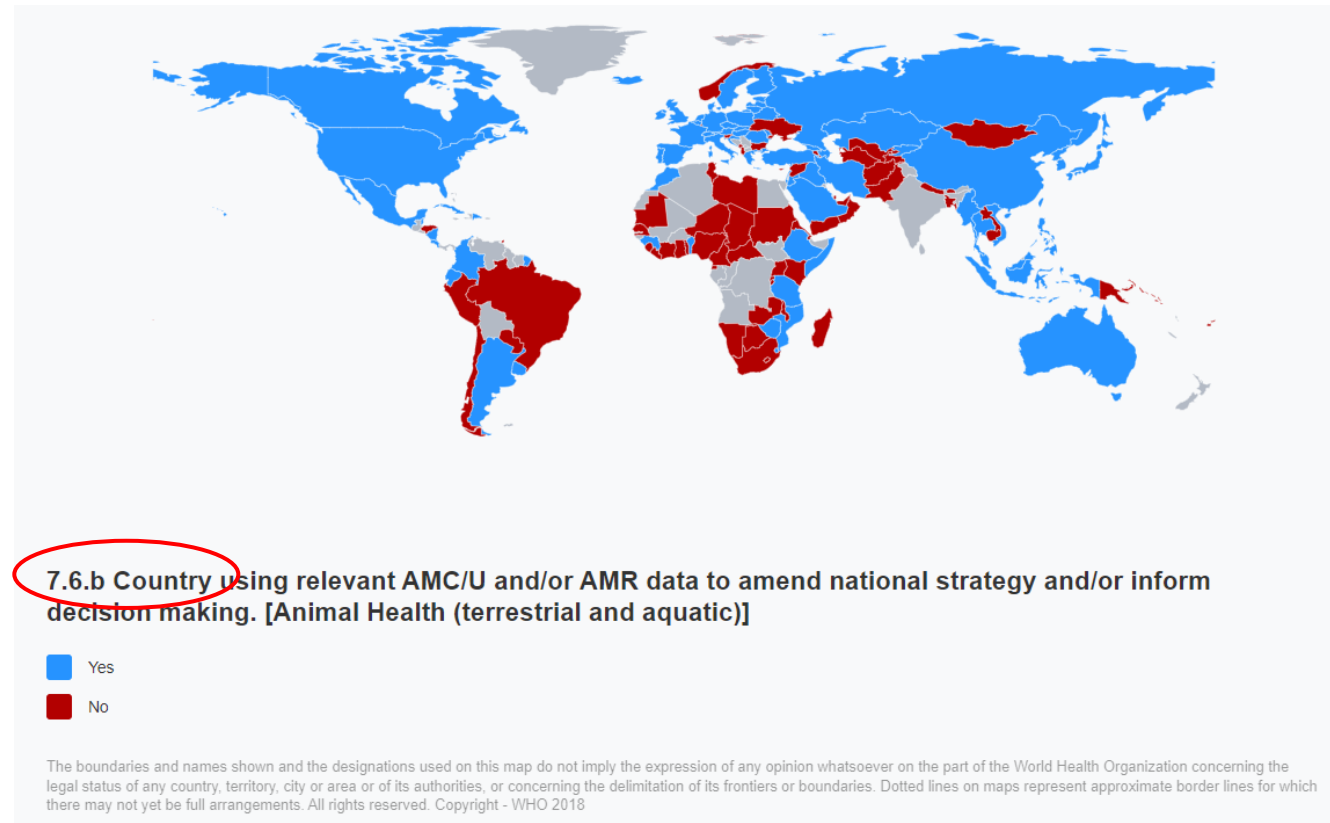 7.6.b Country using relevant AMC/U and/or AMR data to amend national strategy and/or inform
decision making. [Animal Health (terrestrial and aquatic)]
Yes
No
The boundaries and names shown and the designations used on this map do not imply the expression of any opinion whatsoever on the part of the World Health Organization concerning the
legal status of any country, territory, city or area or of its authorities, or concerning the delimitation of its frontiers or boundaries. Dotted lines on maps represent approximate border lines for which
there may not yet be full arrangements. All rights reserved. Copyright - WHO 2018